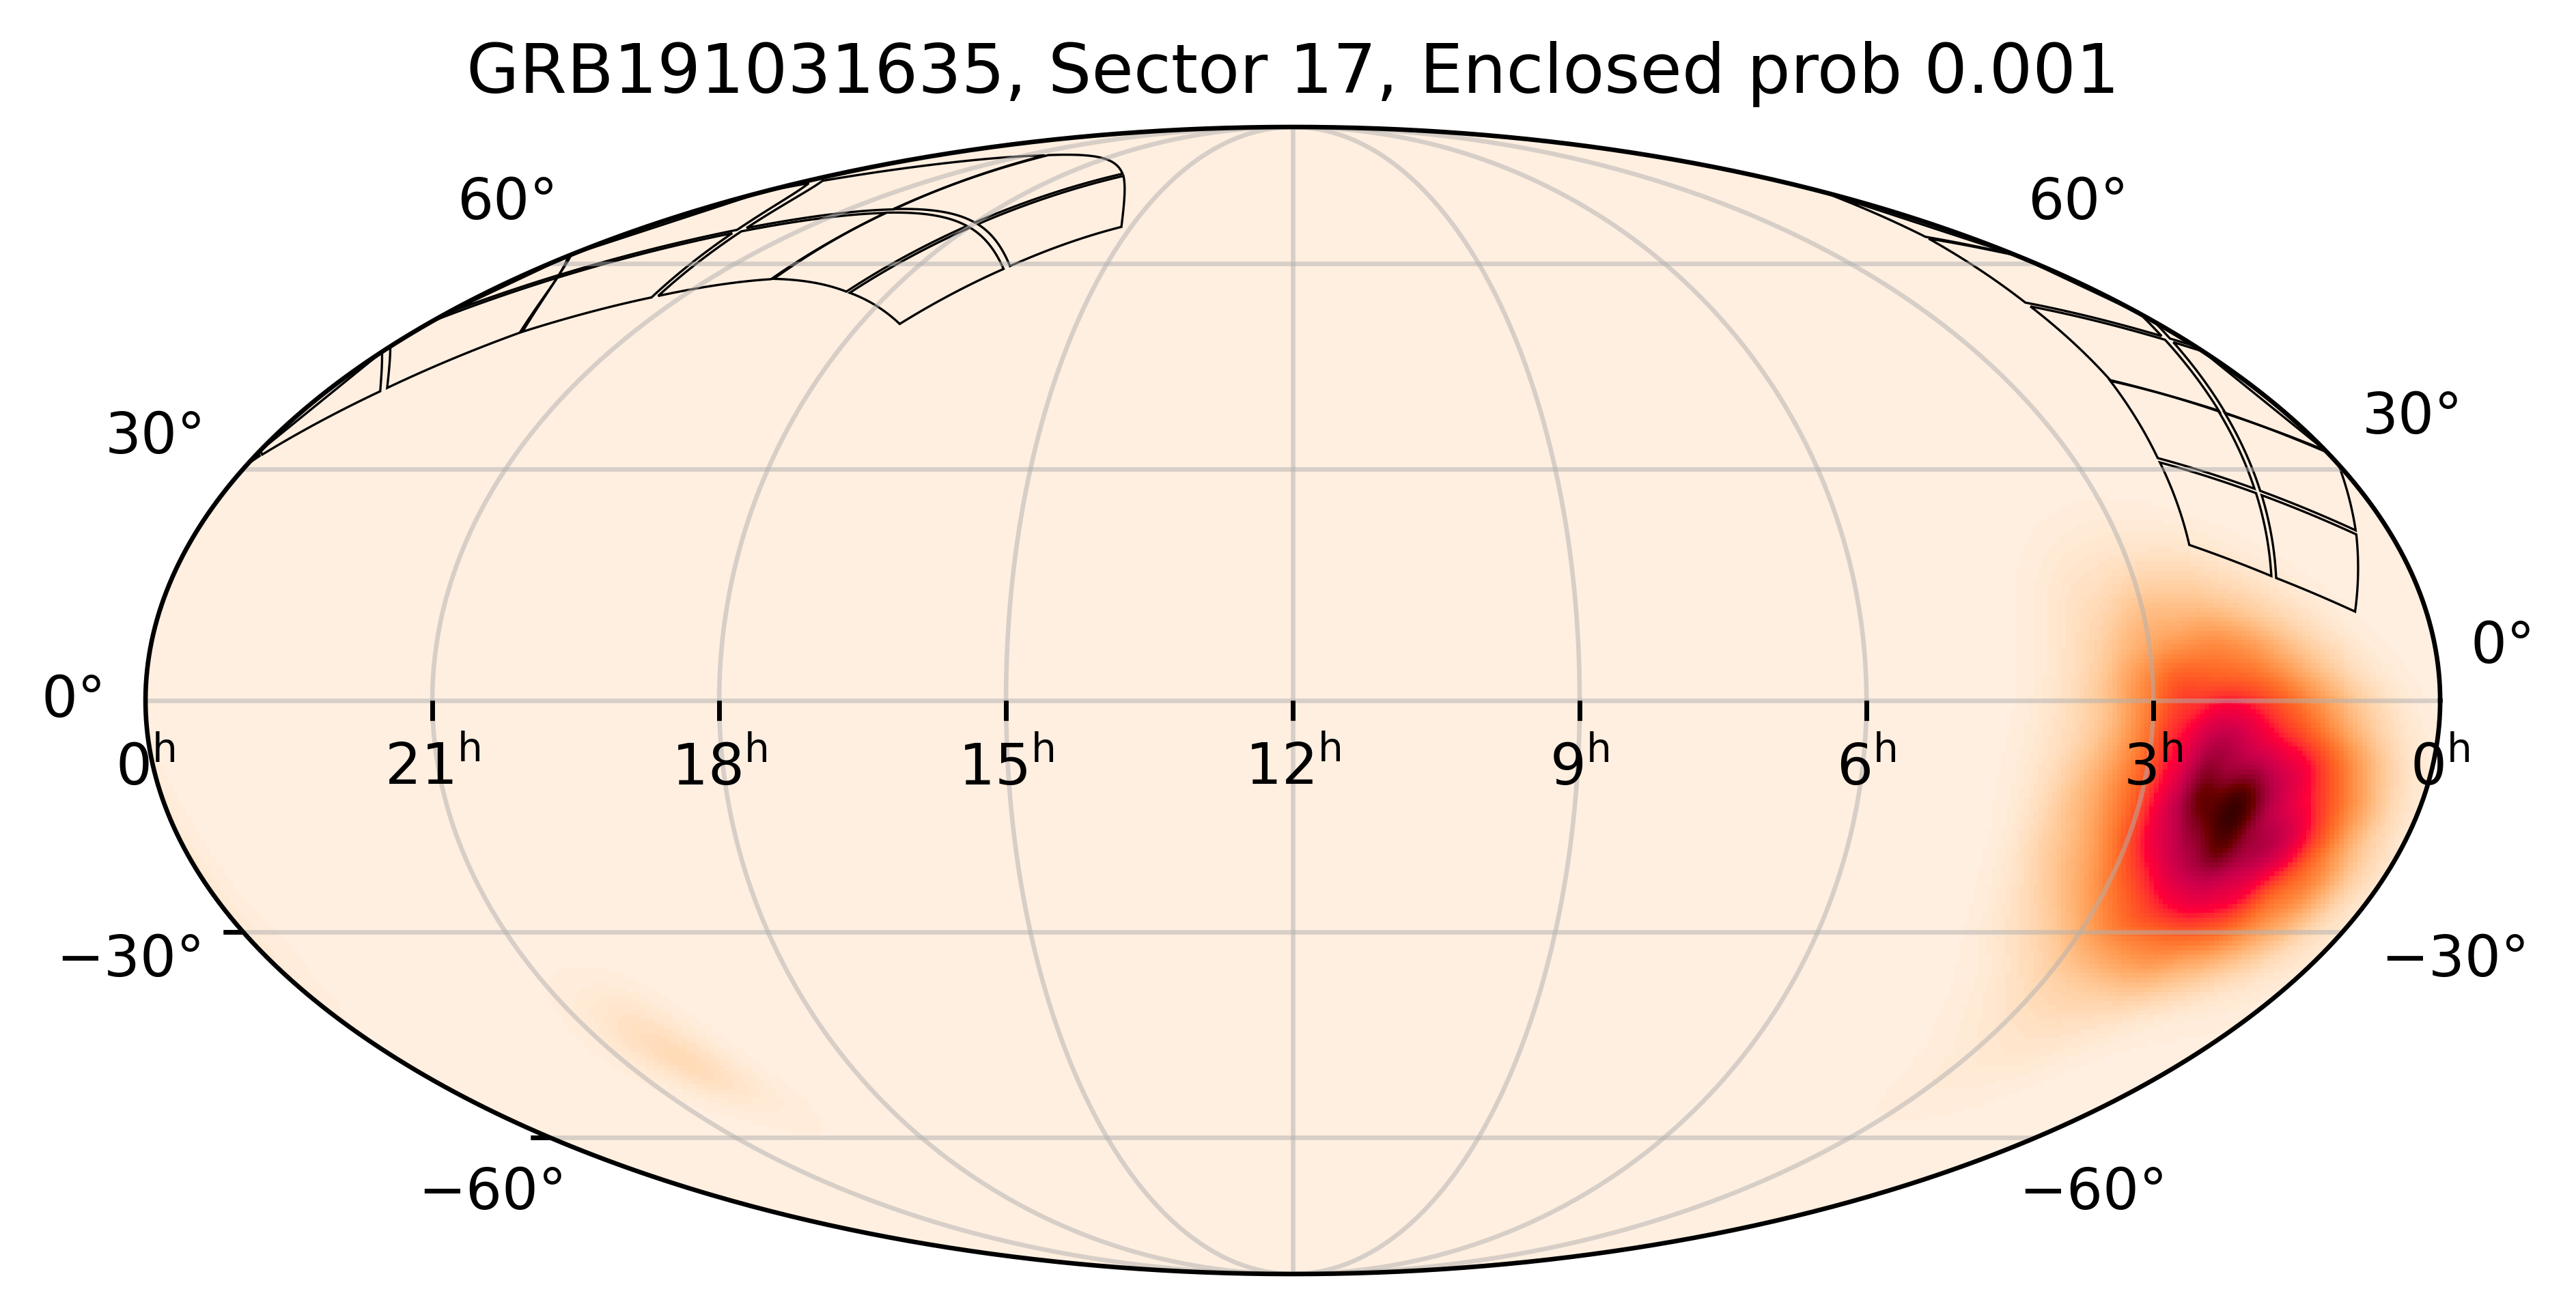 GRB191031635, Sector 17, Enclosed prob 0.001
60° 60°
30° 30°
0° 0°
0ʰ 21ʰ 18ʰ 15ʰ 12ʰ 9ʰ 6ʰ 3ʰ 0ʰ
−30° −30°
−60° −60°